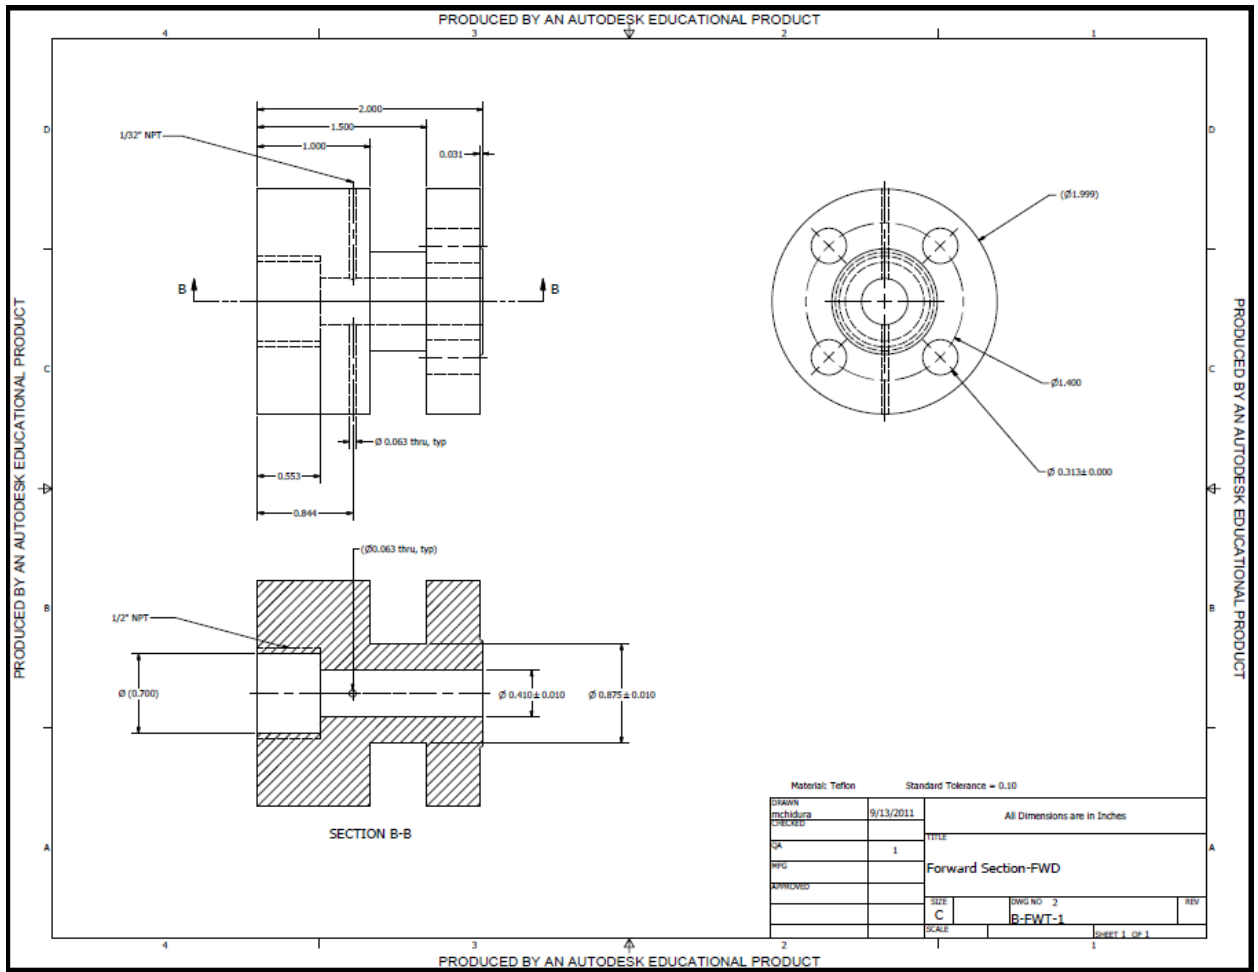 PRODUCED BY AN AUTODESK EDUCATIONAL PRODUCT
4 3 2 1
D D
2.000
1.500
1/32" NPT
1.000
0.031
(Ø1.999)
B B
C C
Ø1.400
Ø 0.063 thru, typ
Ø 0.313±0.000
0.553
0.844
(Ø0.063 thru, typ)
B B
1/2" NPT
Ø (0.700)
Ø 0.410±0.010
Ø 0.875±0.010
SECTION B-B
A A
Material: Teflon Standard Tolerance = 0.10
DRAWN
mchidura 9/13/2011
All Dimensions are in Inches
CHECKED
TITLE
QA 1
MFG
Forward Section-FWD
APPROVED
SIZE
C
DWG NO 2
B-FWT-1
REV
SCALE
SHEET 1 OF 1
4 3 2 1
PRODUCED BY AN AUTODESK EDUCATIONAL PRODUCT
PRODUCED BY AN AUTODESK EDUCATIONAL PRODUCT
PRODUCED BY AN AUTODESK EDUCATIONAL PRODUCT